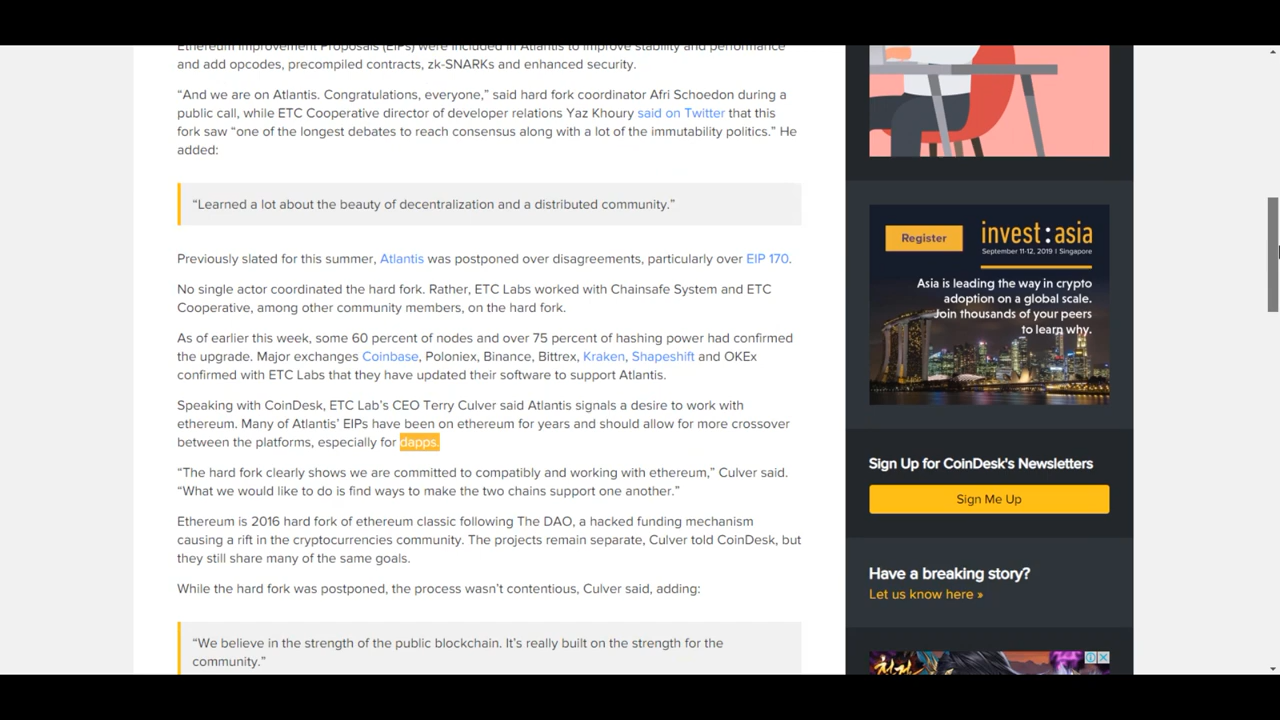 Ethereum Improvement Proposals (EIPs) were included in Atlantis to improve stability and performance
and add opcodes, precompiled contracts, zk-SNARKs and enhanced security.
“And we are on Atlantis. Congratulations, everyone,” said hard fork coordinator Afri Schoedon during a
public call, while ETC Cooperative director of developer relations Yaz Khoury said on Twitter that this
fork saw “one of the longest debates to reach consensus along with a lot of the immutability politics.” He
added:
“Learned a lot about the beauty of decentralization and a distributed community.”
Previously slated for this summer, Atlantis was postponed over disagreements, particularly over EIP 170.
No single actor coordinated the hard fork. Rather, ETC Labs worked with Chainsafe System and ETC
Cooperative, among other community members, on the hard fork.
As of earlier this week, some 60 percent of nodes and over 75 percent of hashing power had confirmed
the upgrade. Major exchanges Coinbase, Poloniex, Binance, Bittrex, Kraken, Shapeshift and OKEx
confirmed with ETC Labs that they have updated their software to support Atlantis.
Speaking with CoinDesk, ETC Lab’s CEO Terry Culver said Atlantis signals a desire to work with
ethereum. Many of Atlantis’ EIPs have been on ethereum for years and should allow for more crossover
between the platforms, especially for dapps.
“The hard fork clearly shows we are committed to compatibly and working with ethereum,” Culver said.
“What we would like to do is find ways to make the two chains support one another.”
Ethereum is 2016 hard fork of ethereum classic following The DAO, a hacked funding mechanism
causing a rift in the cryptocurrencies community. The projects remain separate, Culver told CoinDesk, but
they still share many of the same goals.
While the hard fork was postponed, the process wasn’t contentious, Culver said, adding:
“We believe in the strength of the public blockchain. It’s really built on the strength for the
community.”
Register
invest:asia
September 11-12, 2019 | Singapore
Asia is leading the way in crypto
adoption on a global scale.
Join thousands of your peers
to learn why.
Sign Up for CoinDesk's Newsletters
Sign Me Up
Have a breaking story?
Let us know here »